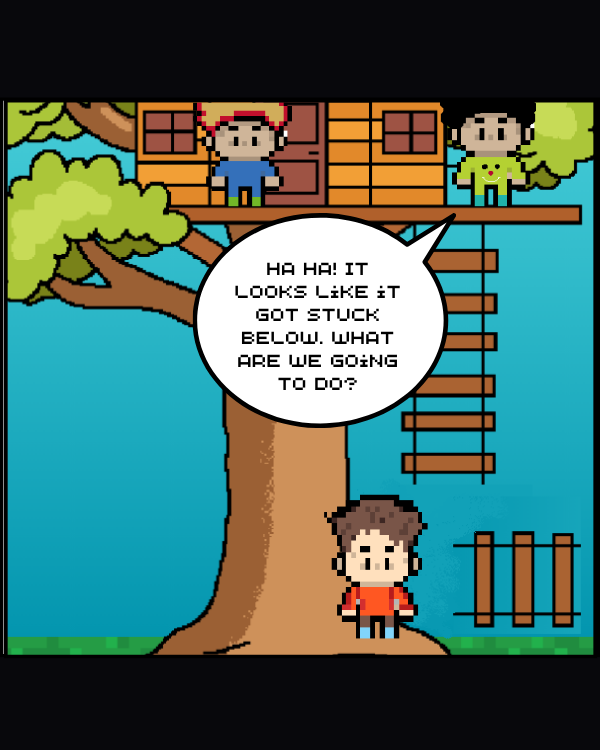 HA HA! IT
LOOKS LiKE iT
GOT STUCK
BELOW. WHAT
ARE WE GOiNG
TO DO?